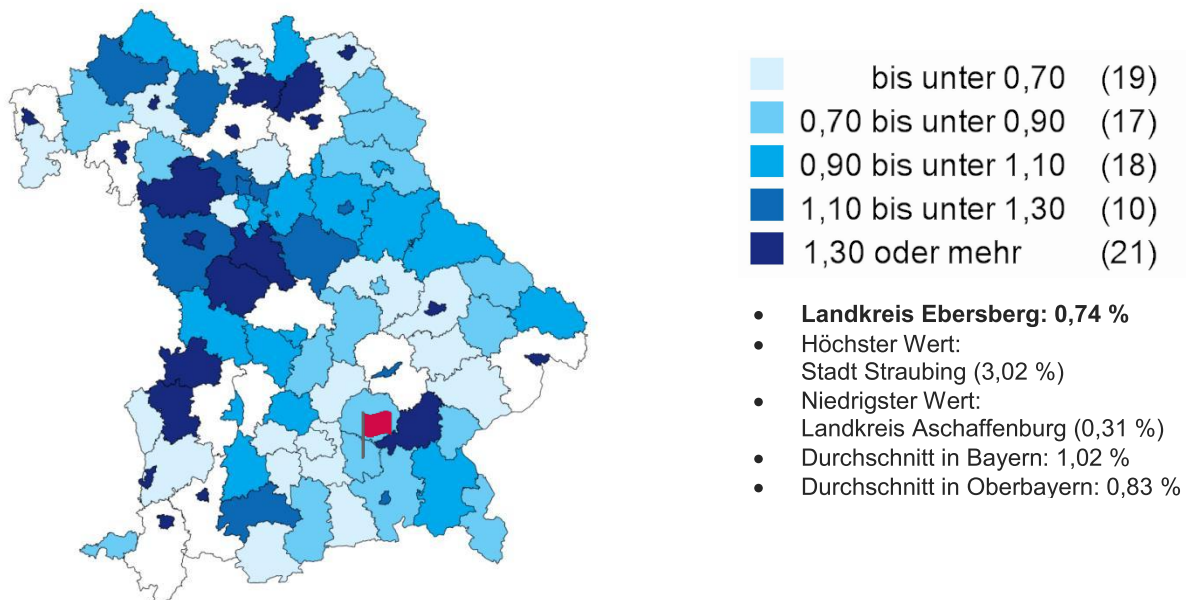 bis unter 0,70 (19)
0,70 bis unter 0,90 (17)
0,90 bis unter 1,10 (18)
1,10 bis unter 1,30 (10)
1,30 oder mehr (21)
• Landkreis Ebersberg: 0,74 %
• Höchster Wert:
Stadt Straubing (3,02 %)
• Niedrigster Wert:
Landkreis Aschaffenburg (0,31 %)
• Durchschnitt in Bayern: 1,02 %
• Durchschnitt in Oberbayern: 0,83 %